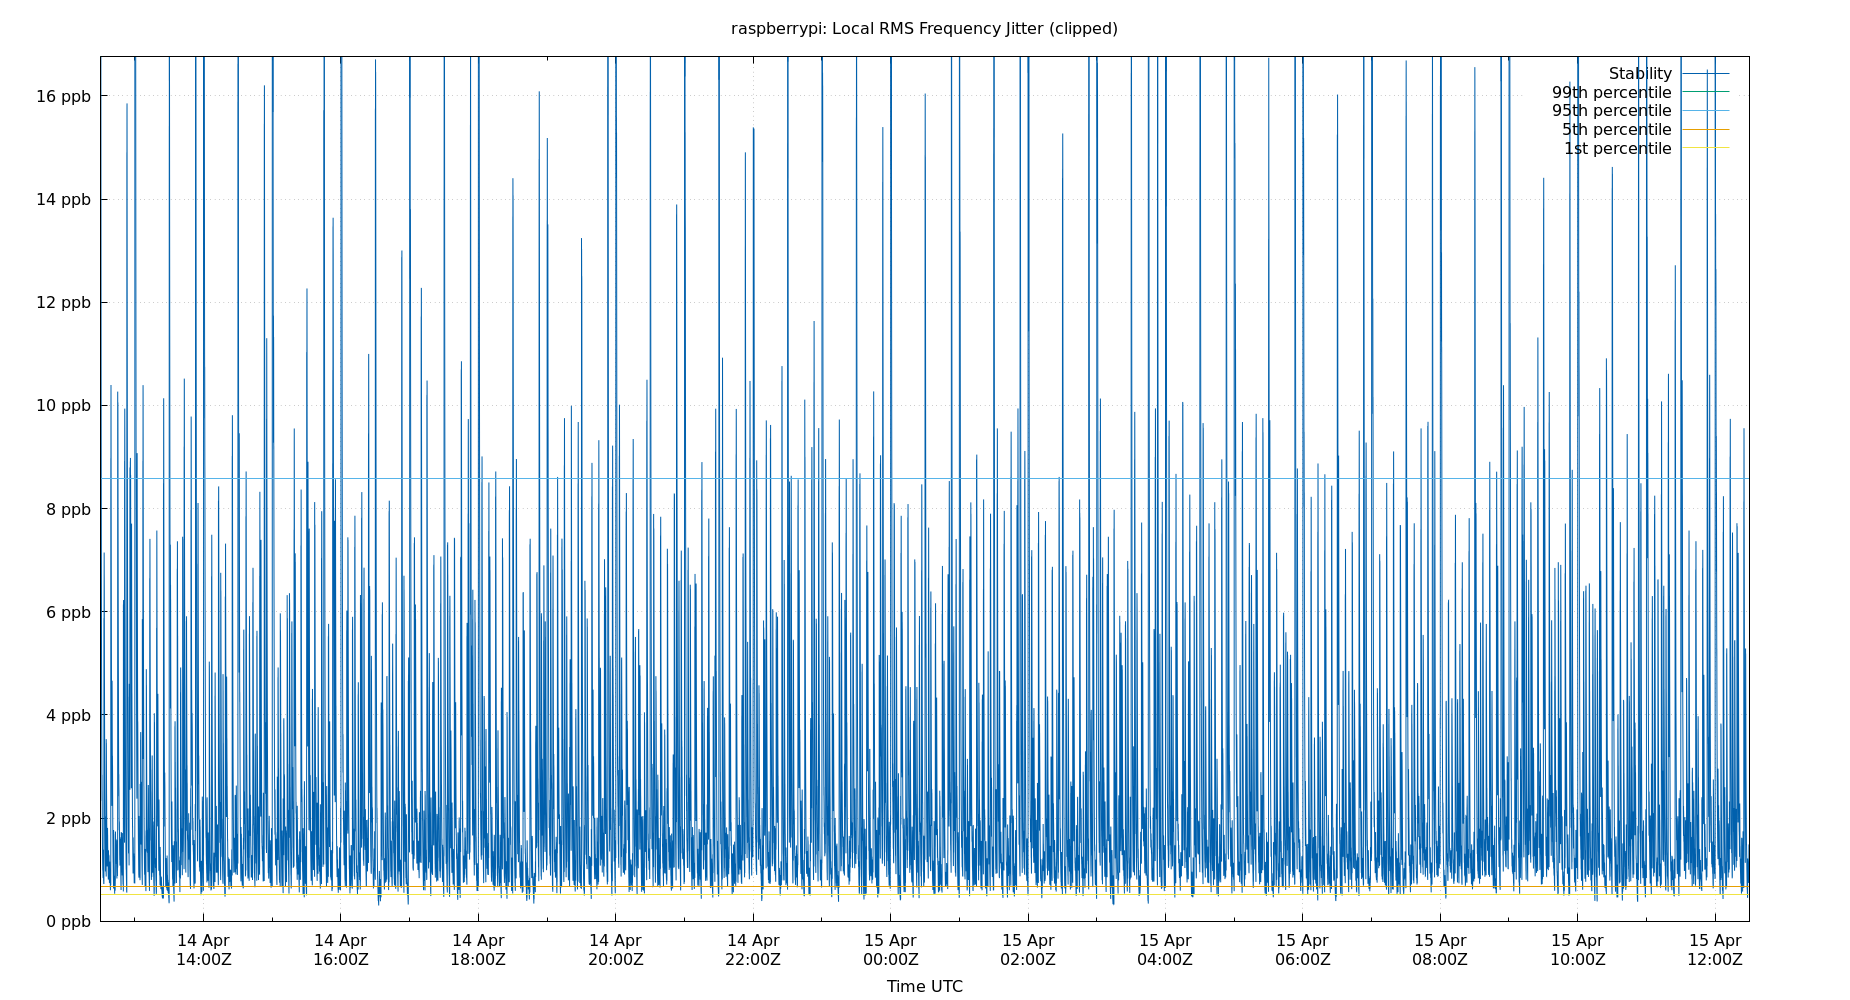 raspberrypi: Local RMS Frequency Jitter (clipped)
Stability
99th percentile
95th percentile
5th percentile
1st percentile
16 ppb
14 ppb
12 ppb
10 ppb
8 ppb
6 ppb
4 ppb
2 ppb
0 ppb
14 Apr 14 Apr 14 Apr 14 Apr 14 Apr 15 Apr 15 Apr 15 Apr 15 Apr 15 Apr 15 Apr 15 Apr
14:00Z 16:00Z 18:00Z 20:00Z 22:00Z 00:00Z 02:00Z 04:00Z 06:00Z 08:00Z 10:00Z 12:00Z
Time UTC